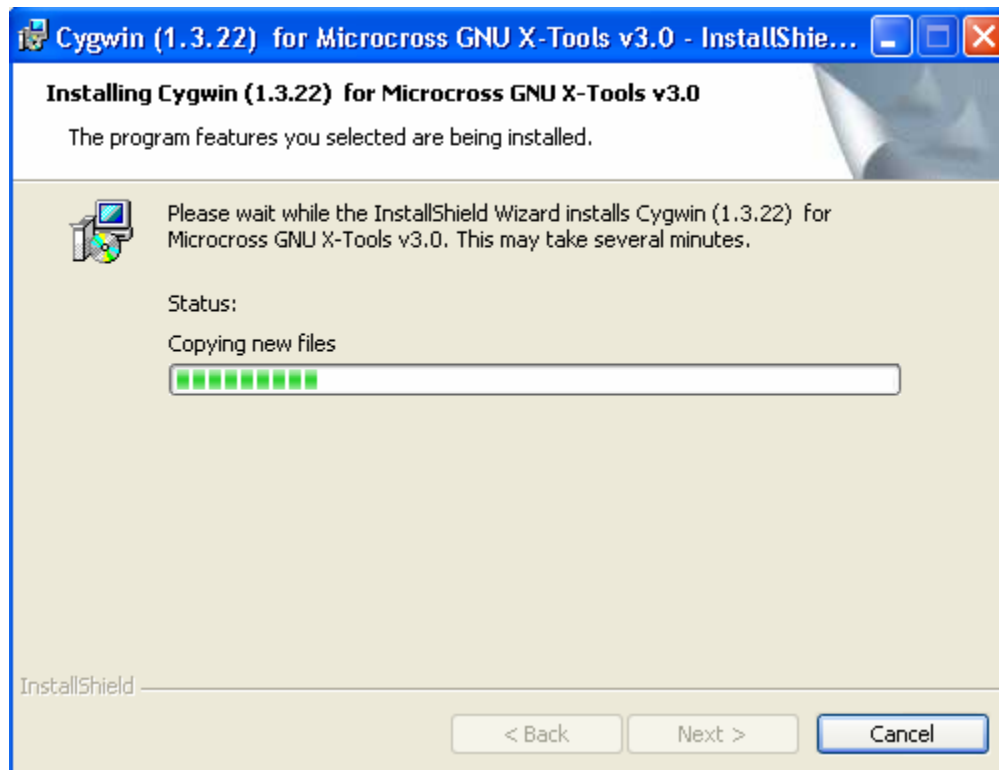 Cygwin (1.3.22)  for Microcross GNU X-Tools v3.0 - InstallShie...
Installing Cygwin (1.3.22)  for Microcross GNU X-Tools v3.0
The program features you selected are being installed.
Please wait while the InstallShield Wizard installs Cygwin (1.3.22)  for
Microcross GNU X-Tools v3.0. This may take several minutes.
Status:
Copying new files
InstallShield
< Back
Next >
Cancel